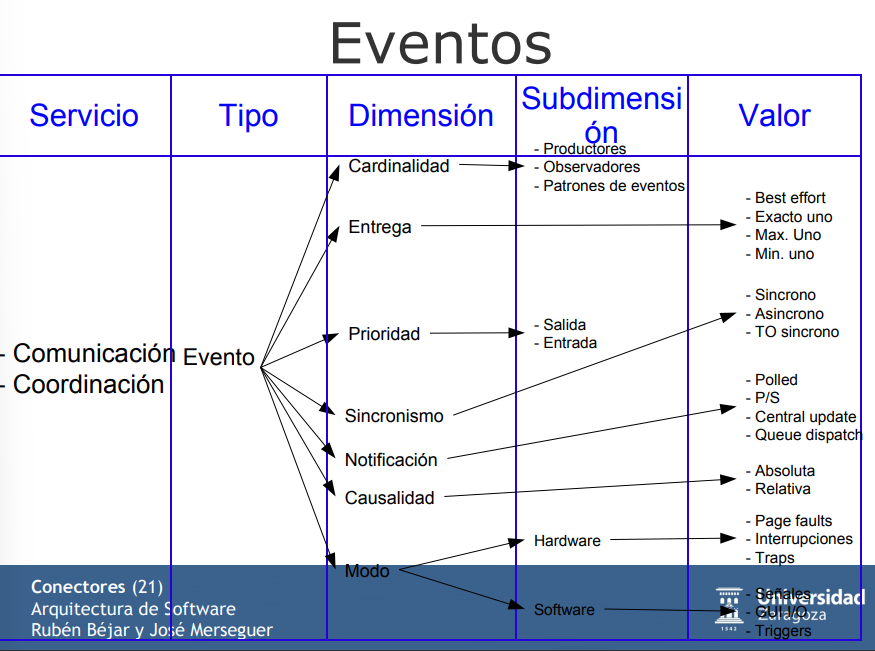 Eventos
Servicio
Tipo
Dimensión
Subdimensi
ón
Valor
- Comunicación
- Coordinación
Evento
Cardinalidad
- Productores
- Observadores
- Patrones de eventos
Entrega
- Best effort
- Exacto uno
- Max. Uno
- Min. uno
Prioridad
- Salida
- Entrada
Sincronismo
- Sincrono
- Asincrono
- TO sincrono
Notificación
- Polled
- P/S
- Central update
- Queue dispatch
Causalidad
- Absoluta
- Relativa
Modo
Hardware
- Page faults
- Interrupciones
- Traps
Software
- Señales
- GUI I/O
- Triggers
Conectores (21)
Arquitectura de Software
Rubén Béjar y José Merseguer
Universidad
Zaragoza
1542